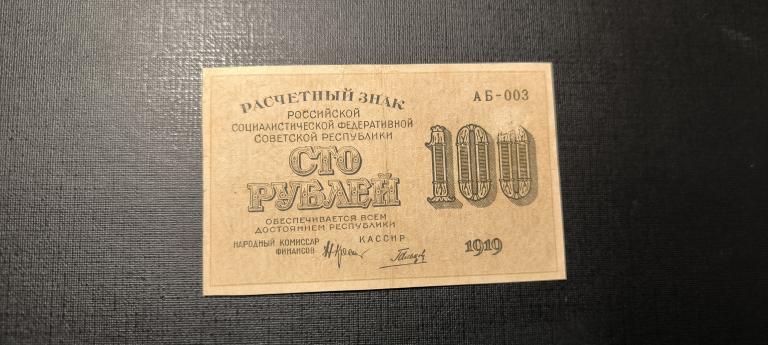 РАСЧЕТНЫЙ ЗНАК
АБ-003
РОССИЙСКОЙ
СОЦИАЛИСТИЧЕСКОЙ ФЕДЕРАТИВНОЙ
СОВЕТСКОЙ РЕСПУБЛИКИ
СТО
РУБЛЕЙ
100
ОБЕСПЕЧИВАЕТСЯ ВСЕМ
ДОСТОЯНИЕМ РЕСПУБЛИКИ
НАРОДНЫЙ КОМИССАР
ФИНАНСОВ
КАССИР
1919